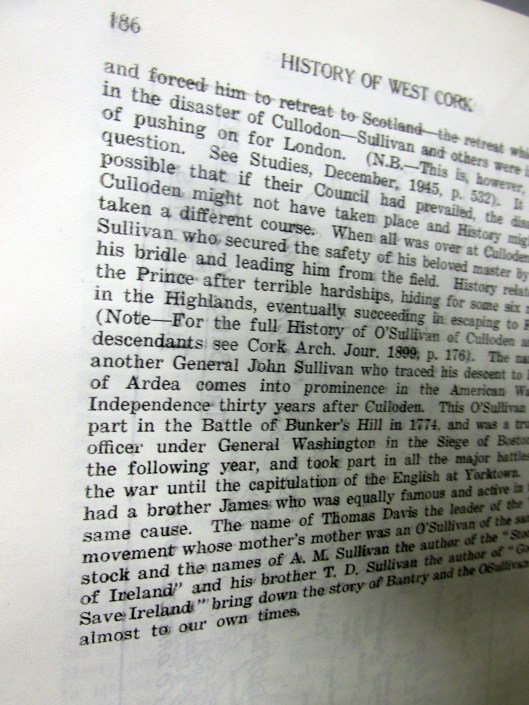 186
HISTORY OF WEST CORK
and forced him to retreat to Scotland—the retreat
in the disaster of Cullodon—Sullivan and others were
of pushing on for London. (N.B.—This is, however,
question. See Studies, December, 1945, p. 532). It
possible that if their Council had prevailed, the
Culloden might not have taken place and History
taken a different course. When all was over at Culloden
Sullivan who secured the safety of his beloved master by
his bridle and leading him from the field. History
the Prince after terrible hardships, hiding for some six
in the Highlands, eventually succeeding in escaping to
(Note—For the full History of O'Sullivan of Culloden
descendants see Cork Arch. Jour. 1899, p. 176). The
another General John Sullivan who traced his descent to
of Ardea comes into prominence in the American
Independence thirty years after Culloden. This O'Sullivan
part in the Battle of Bunker's Hill in 1774, and was a
officer under General Washington in the Siege of
the following year, and took part in all the major
the war until the capitulation of the English at Yorktown.
had a brother James who was equally famous and active in
same cause. The name of Thomas Davis the leader of the
movement whose mother's mother was an O'Sullivan of the
stock and the names of A. M. Sullivan the author of the
of Ireland" and his brother T. D. Sullivan the author of
Save Ireland" bring down the story of Bantry and the
almost to our own times.